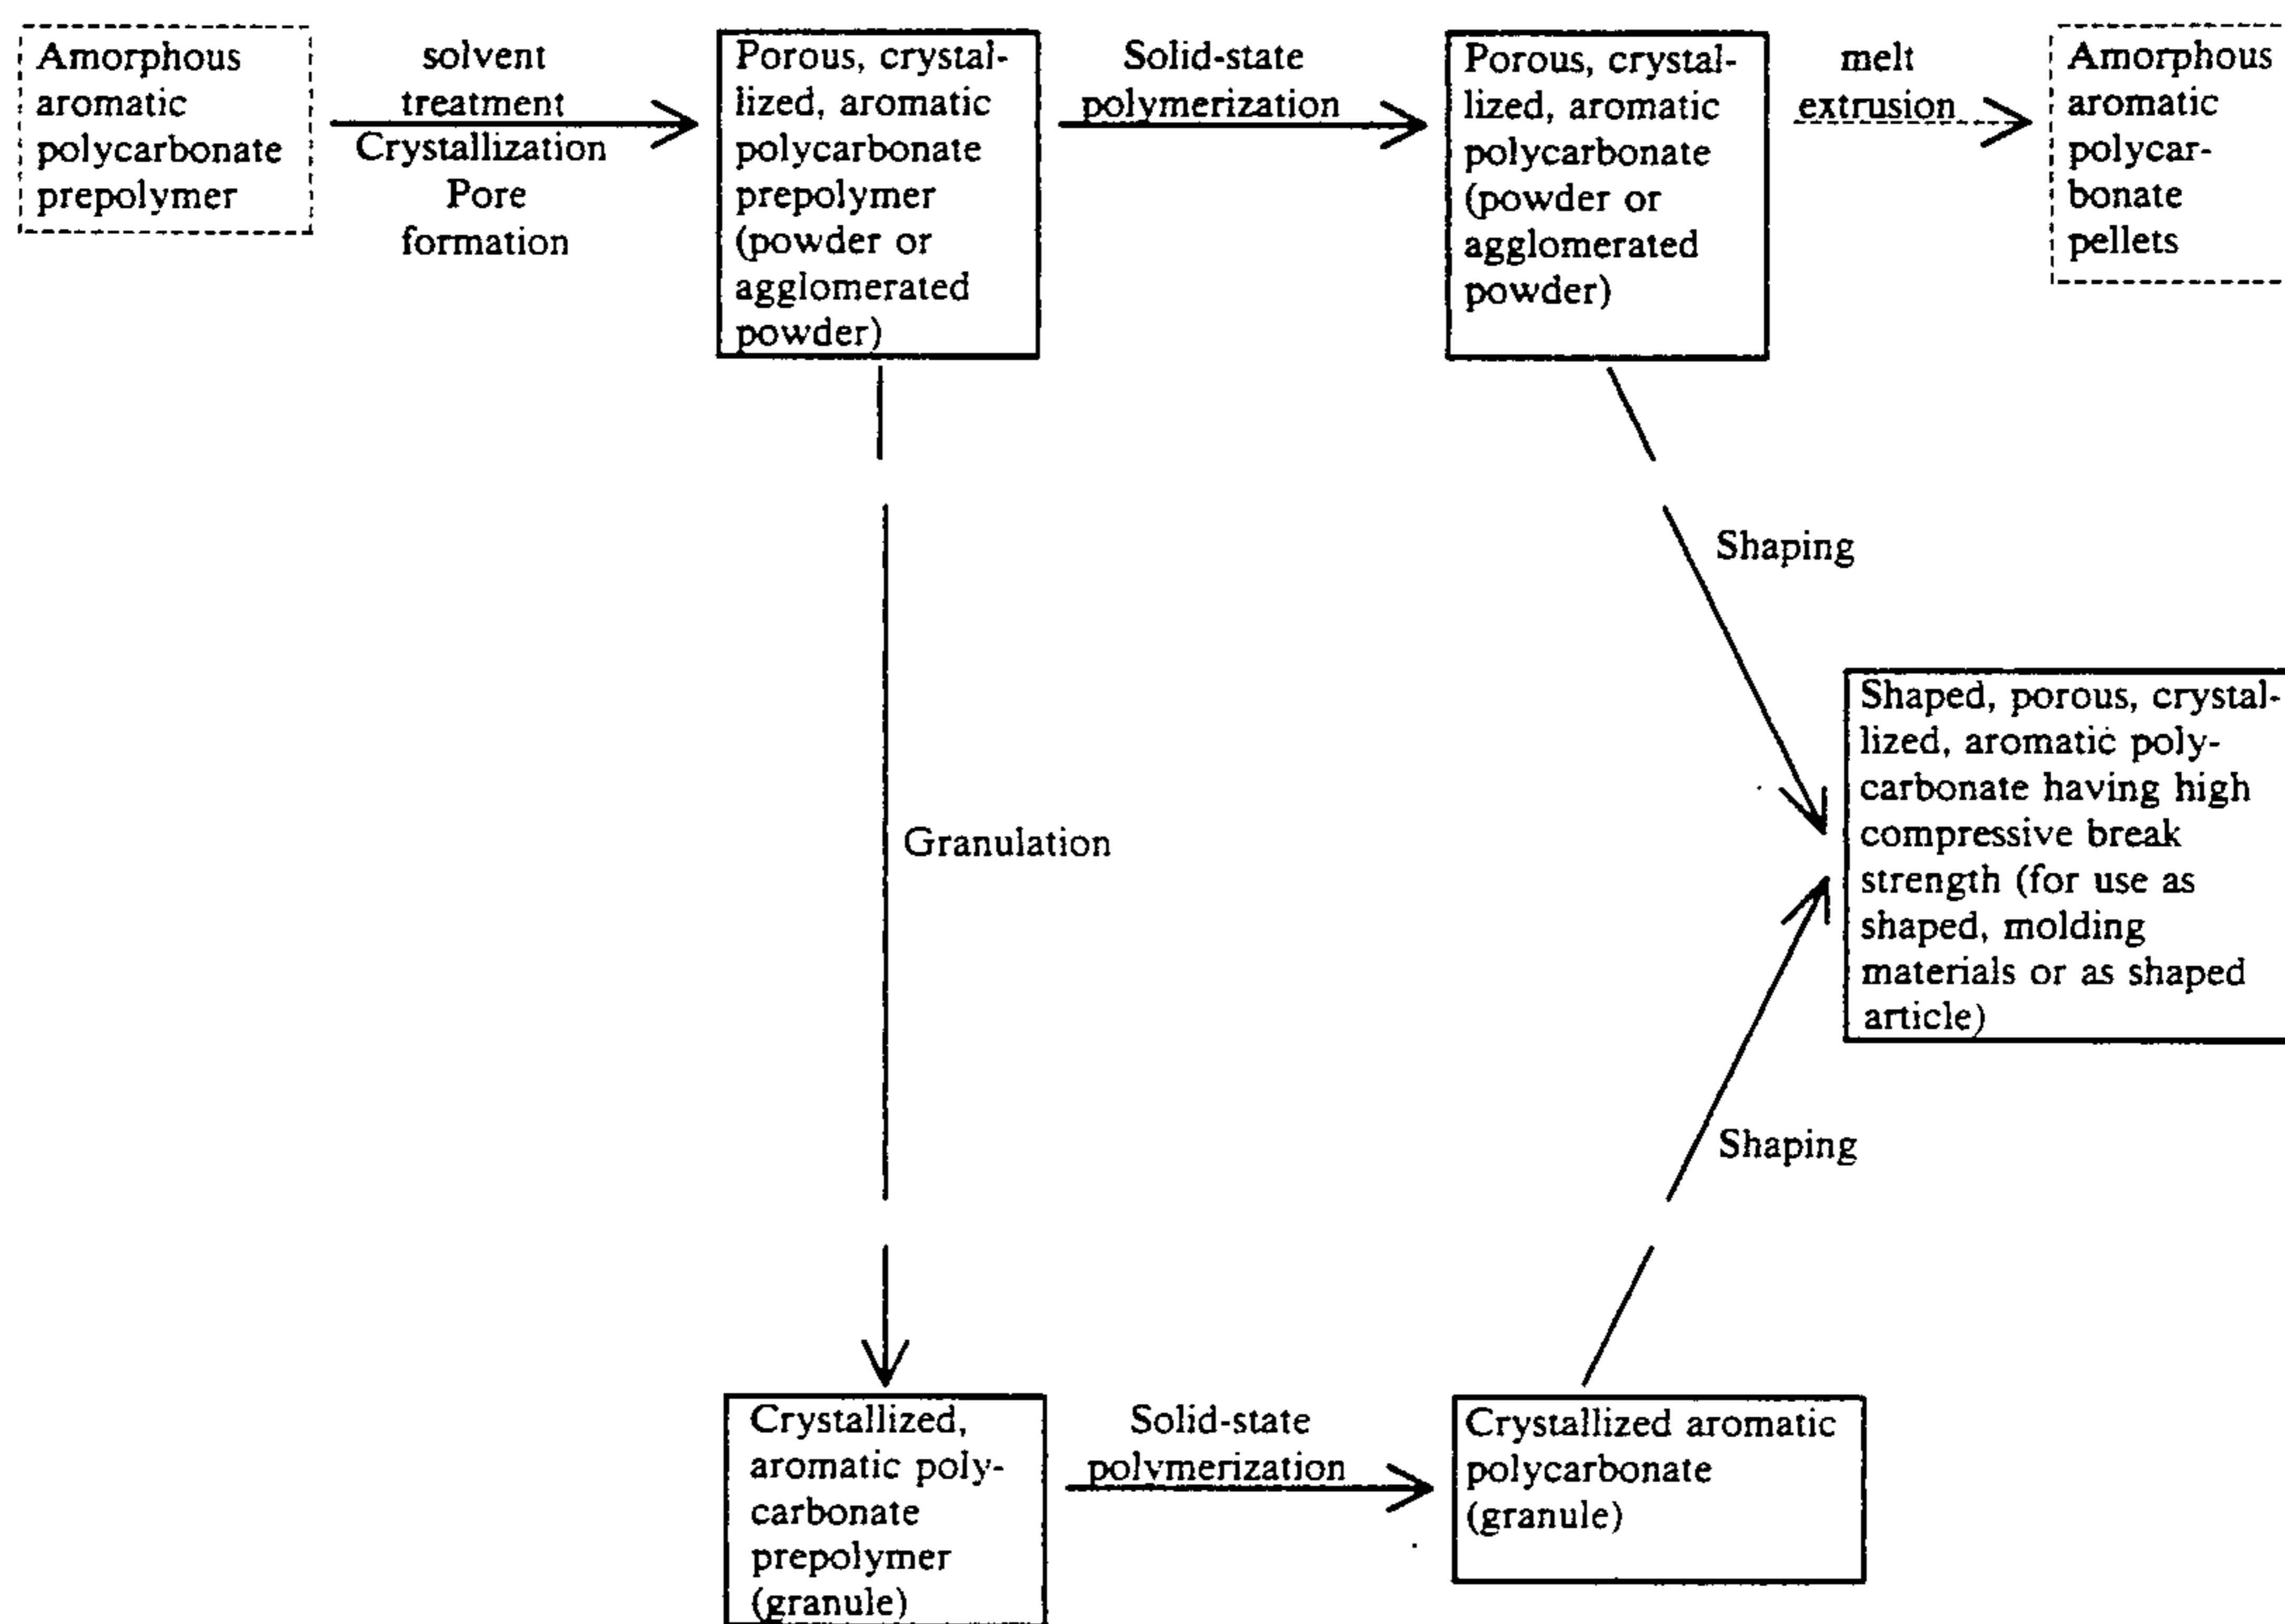 Amorphous
aromatic
polycarbonate
prepolymer
solvent
treatment
Crystallization
Pore
formation
Porous, crystal-
lized, aromatic
polycarbonate
prepolymer
(powder or
agglomerated
powder)
Solid-state
polymerization
Porous, crystal-
lized, aromatic
polycarbonate
(powder or
agglomerated
powder)
melt
extrusion
Amorphous
aromatic
polycar-
bonate
pellets
Shaping
Granulation
Shaped, porous, crystal-
lized, aromatic poly-
carbonate having high
compressive break
strength (for use as
shaped, molding
materials or as shaped
article)
Shaping
Crystallized,
aromatic poly-
carbonate
prepolymer
(granule)
Solid-state
polymerization
Crystallized aromatic
polycarbonate
(granule)